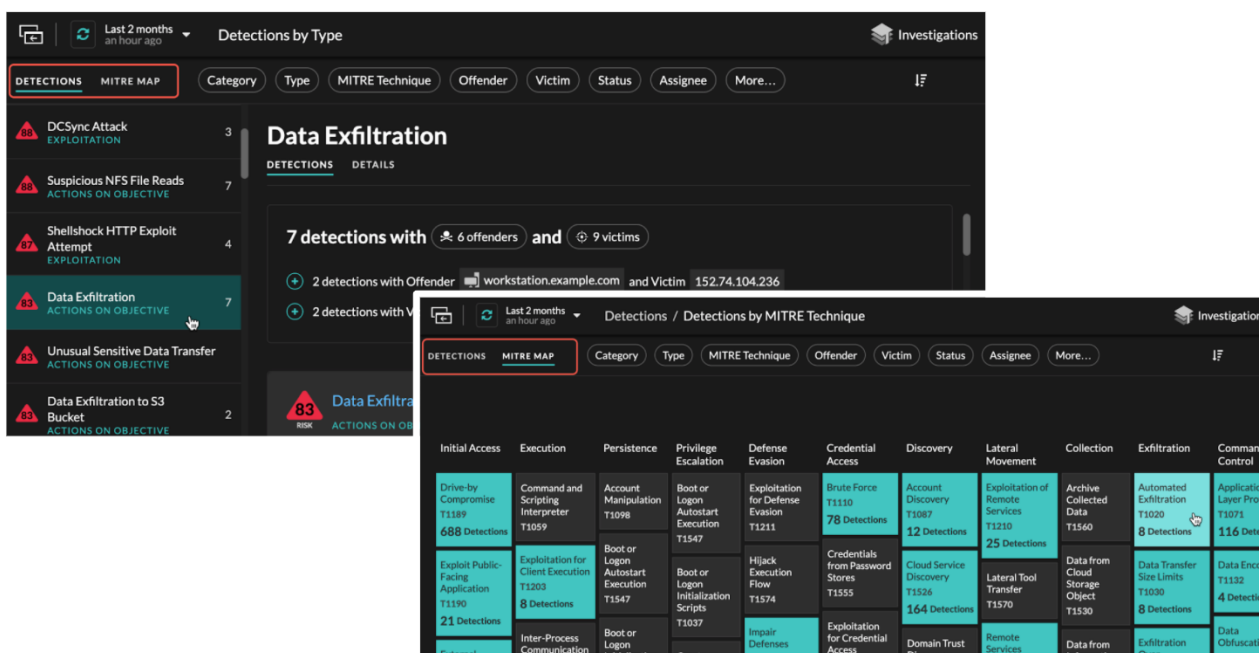 Last 2 months
an hour ago
Detections by Type
Investigations
DETECTIONS MITRE MAP
Category Type MITRE Technique Offender Victim Status Assignee More...
88 DCSync Attack 3
EXPLOITATION
88 Suspicious NFS File Reads 7
ACTIONS ON OBJECTIVE
87 Shellshock HTTP Exploit
Attempt 4
EXPLOITATION
83 Data Exfiltration 7
ACTIONS ON OBJECTIVE
83 Unusual Sensitive Data Transfer
ACTIONS ON OBJECTIVE
83 Data Exfiltration to S3
Bucket 2
ACTIONS ON OBJECTIVE
Data Exfiltration
DETECTIONS DETAILS
7 detections with 6 offenders and 9 victims
2 detections with Offender workstation.example.com and Victim 152.74.104.236
2 detections with V
83 Data Exfiltra
RISK ACTIONS ON OB
Last 2 months
an hour ago
Detections / Detections by MITRE Technique
Investigation
DETECTIONS MITRE MAP
Category Type MITRE Technique Offender Victim Status Assignee More...
Initial Access
Drive-by
Compromise
T1189
688 Detections
Exploit Public-
Facing
Application
T1190
21 Detections
Execution
Command and
Scripting
Interpreter
T1059
Exploitation for
Client Execution
T1203
8 Detections
Inter-Process
Communication
Persistence
Account
Manipulation
T1098
Boot or
Logon
Autostart
Execution
T1547
Boot or
Logon
Privilege
Escalation
Boot or
Logon
Autostart
Execution
T1547
Boot or
Logon
Initialization
Scripts
T1037
Defense
Evasion
Exploitation
for Defense
Evasion
T1211
Hijack
Execution
Flow
T1574
Impair
Defenses
Credential
Access
Brute Force
T1110
78 Detections
Credentials
from Password
Stores
T1555
Exploitation
for Credential
Access
Discovery
Account
Discovery
T1087
12 Detections
Cloud Service
Discovery
T1526
164 Detections
Domain Trust
Lateral
Movement
Exploitation of
Remote
Services
T1210
25 Detections
Lateral Tool
Transfer
T1570
Remote
Services
Collection
Archive
Collected
Data
T1560
Data from
Cloud
Storage
Object
T1530
Data from
Exfiltration
Automated
Exfiltration
T1020
8 Detections
Data Transfer
Size Limits
T1030
8 Detections
Exfiltration
Comman
Control
Applicatio
Layer Pro
T1071
116 Dete
Data Enco
T1132
4 Detecti
Data
Obfuscati